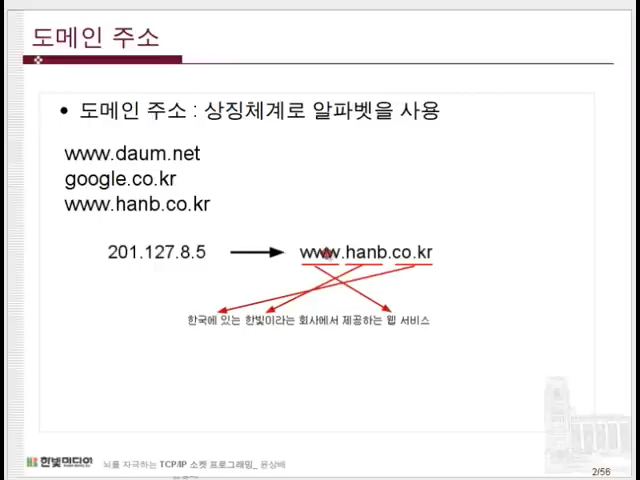 도메인 주소
• 도메인 주소 : 상징체계로 알파벳을 사용
www.daum.net
google.co.kr
www.hanb.co.kr
201.127.8.5 www.hanb.co.kr
한국에 있는 한빛이라는 회사에서 제공하는 웹 서비스
한빛미디어 뇌를 자극하는 TCP/IP 소켓 프로그래밍_ 윤상배
2/56